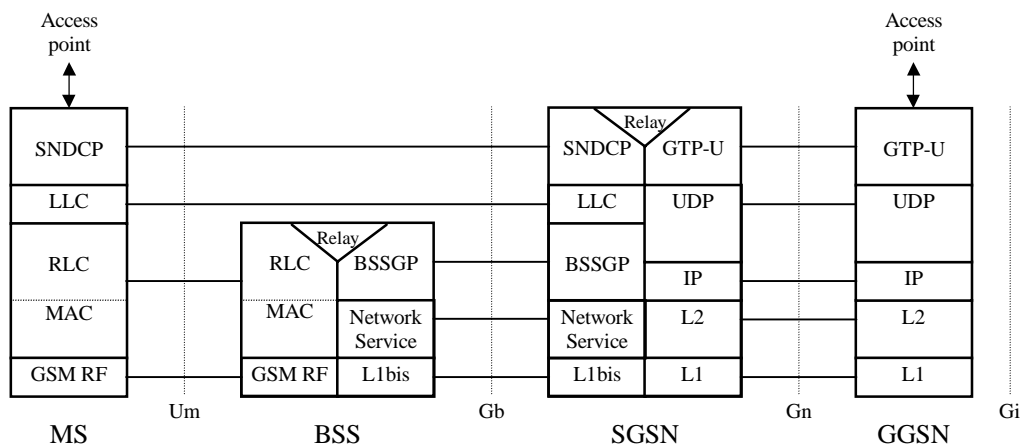 Access
point
Access
point
Relay
SNDCP
SNDCP
GTP-U
GTP-U
LLC
LLC
UDP
UDP
Relay
RLC
RLC
BSSGP
BSSGP
IP
IP
MAC
MAC
Network
Service
Network
Service
L2
L2
GSM RF
GSM RF
L1bis
L1bis
L1
L1
Um
Gb
Gn
Gi
MS
BSS
SGSN
GGSN